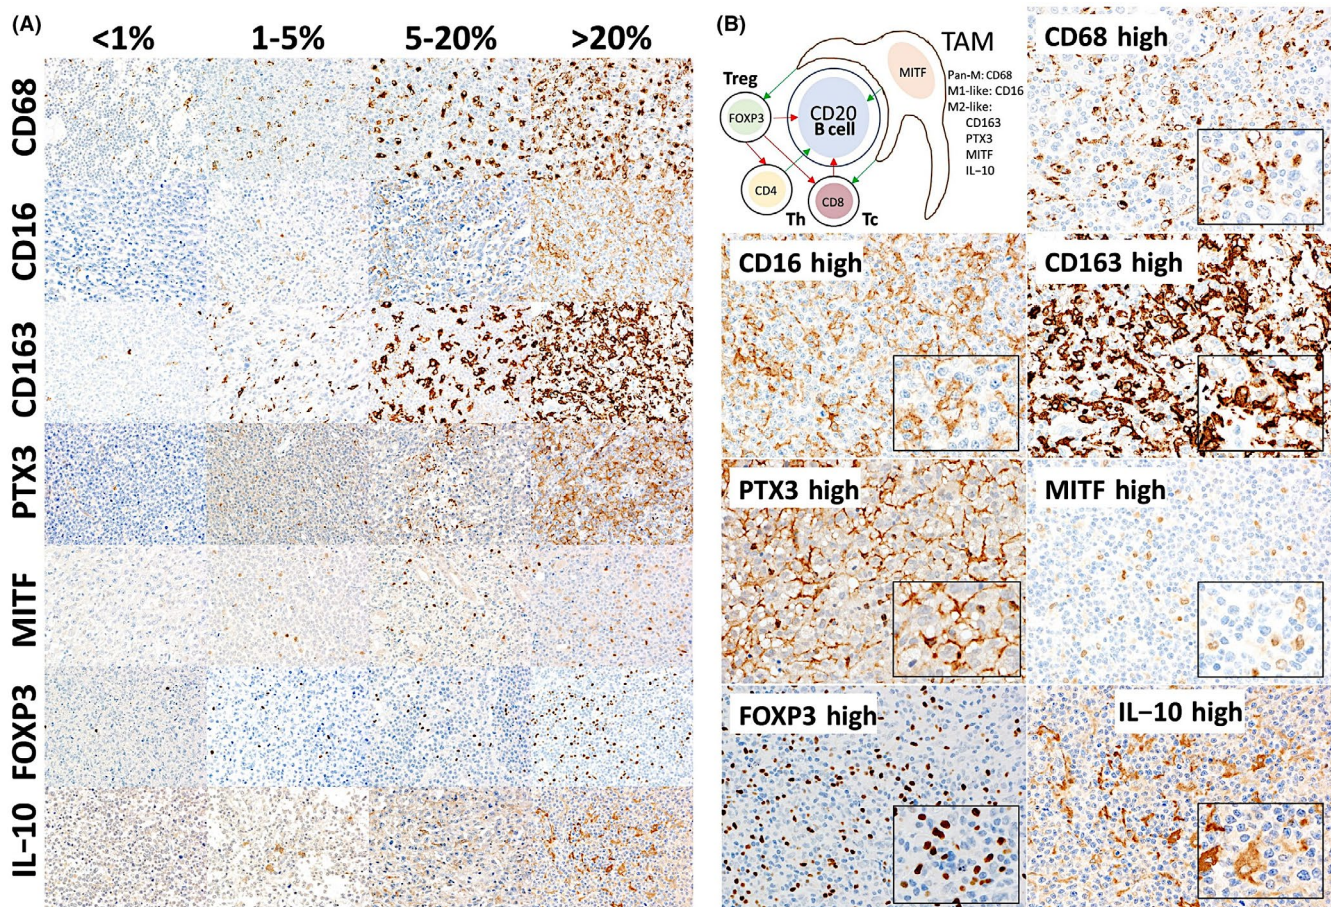 (A)
<1% 1-5% 5-20% >20%
CD68
CD16
CD163
PTX3
MITF
FOXP3
IL-10
(B)
TAM
MITF
Pan-M: CD68
M1-like: CD16
M2-like:
CD163
PTX3
MITF
IL-10
Treg
FOXP3
CD20
B cell
CD4
CD8
Th
Tc
CD68 high
CD16 high
CD163 high
PTX3 high
MITF high
FOXP3 high
IL-10 high